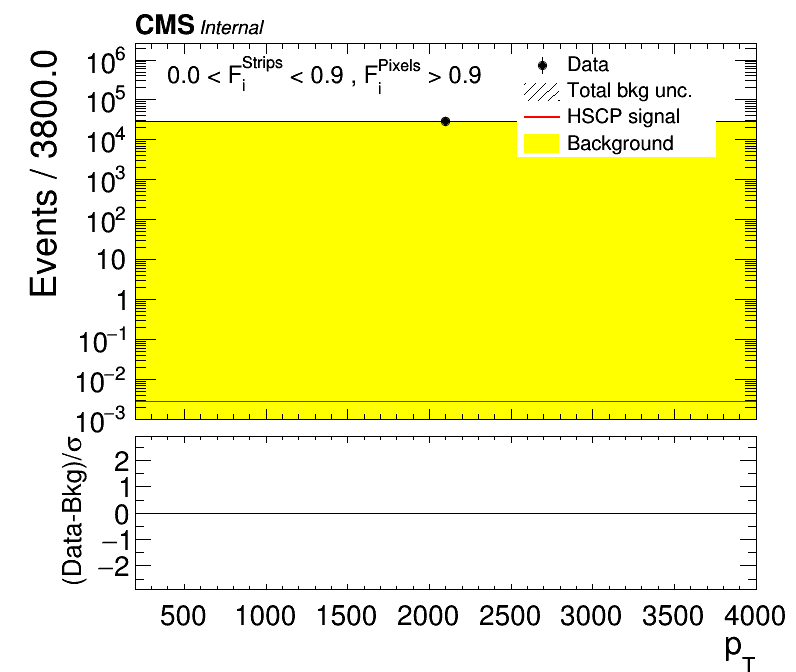 CMS Internal
0.0 < F_i^Strips < 0.9 , F_i^Pixels > 0.9
Data
Total bkg unc.
HSCP signal
Background
Events / 3800.0
10^6
10^5
10^4
10^3
10^2
10
1
10^−1
10^−2
10^−3
(Data-Bkg)/σ
2
1
0
−1
−2
500 1000 1500 2000 2500 3000 3500 4000
p_T